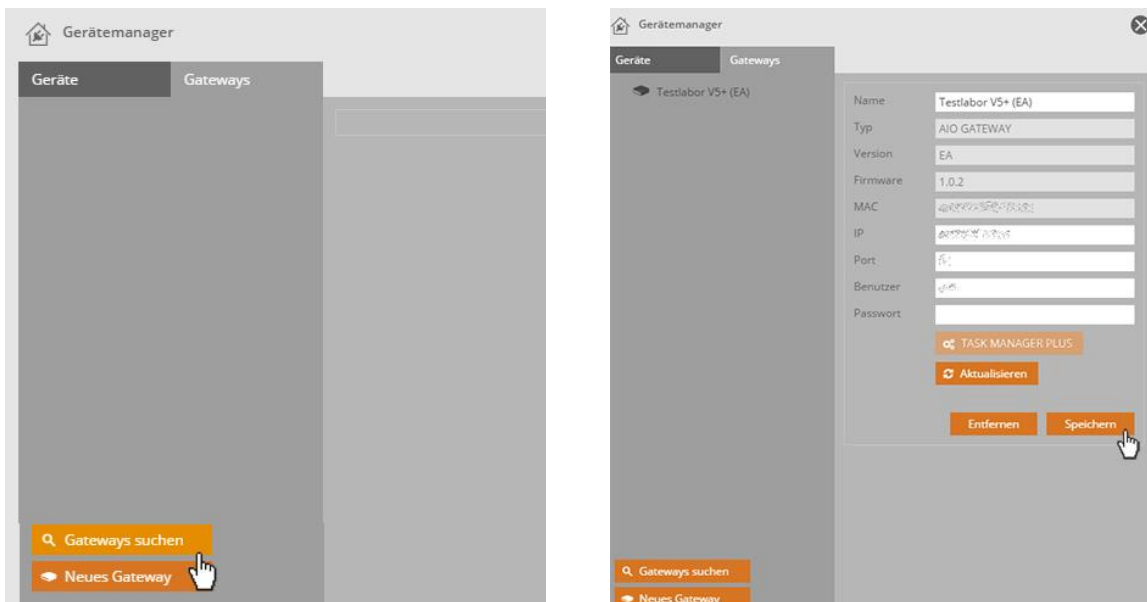 Gerätemanager
Geräte Gateways
Gateways suchen
Neues Gateway
Gerätemanager
Geräte Gateways
Testlabor V5+ (EA)
Name Testlabor V5+ (EA)
Typ AIO GATEWAY
Version EA
Firmware 1.0.2
MAC
IP
Port
Benutzer
Passwort
TASK MANAGER PLUS
Aktualisieren
Entfernen Speichern
Gateways suchen
Neues Gateway